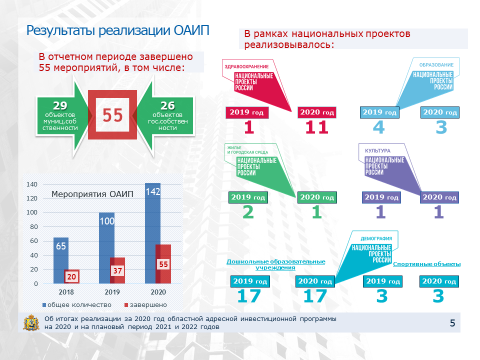 Результаты реализации ОАИП
В отчетном периоде завершено
55 мероприятий, в том числе:
29
объектов
муниц.соб
ственности
55
26
объектов
гос.собствен
ности
Мероприятия ОАИП
140
120
100
80
60
40
20
0
65
20
100
37
142
55
2018
2019
2020
общее количество
завершено
В рамках национальных проектов
реализовывалось:
ЗДРАВООХРАНЕНИЕ
НАЦИОНАЛЬНЫЕ
ПРОЕКТЫ
РОССИИ
2019 год
2020 год
1
11
ОБРАЗОВАНИЕ
НАЦИОНАЛЬНЫЕ
ПРОЕКТЫ
РОССИИ
2019 год
2020 год
4
3
ЖИЛЬЕ
И ГОРОДСКАЯ СРЕДА
НАЦИОНАЛЬНЫЕ
ПРОЕКТЫ
РОССИИ
2019 год
2020 год
2
1
КУЛЬТУРА
НАЦИОНАЛЬНЫЕ
ПРОЕКТЫ
РОССИИ
2019 год
2020 год
1
1
ДЕМОГРАФИЯ
НАЦИОНАЛЬНЫЕ
ПРОЕКТЫ
РОССИИ
Дошкольные образовательные
учреждения
2019 год
2020 год
17
17
Спортивные объекты
2019 год
2020 год
3
3
Об итогах реализации за 2020 год областной адресной инвестиционной программы
на 2020 и на плановый период 2021 и 2022 годов
5